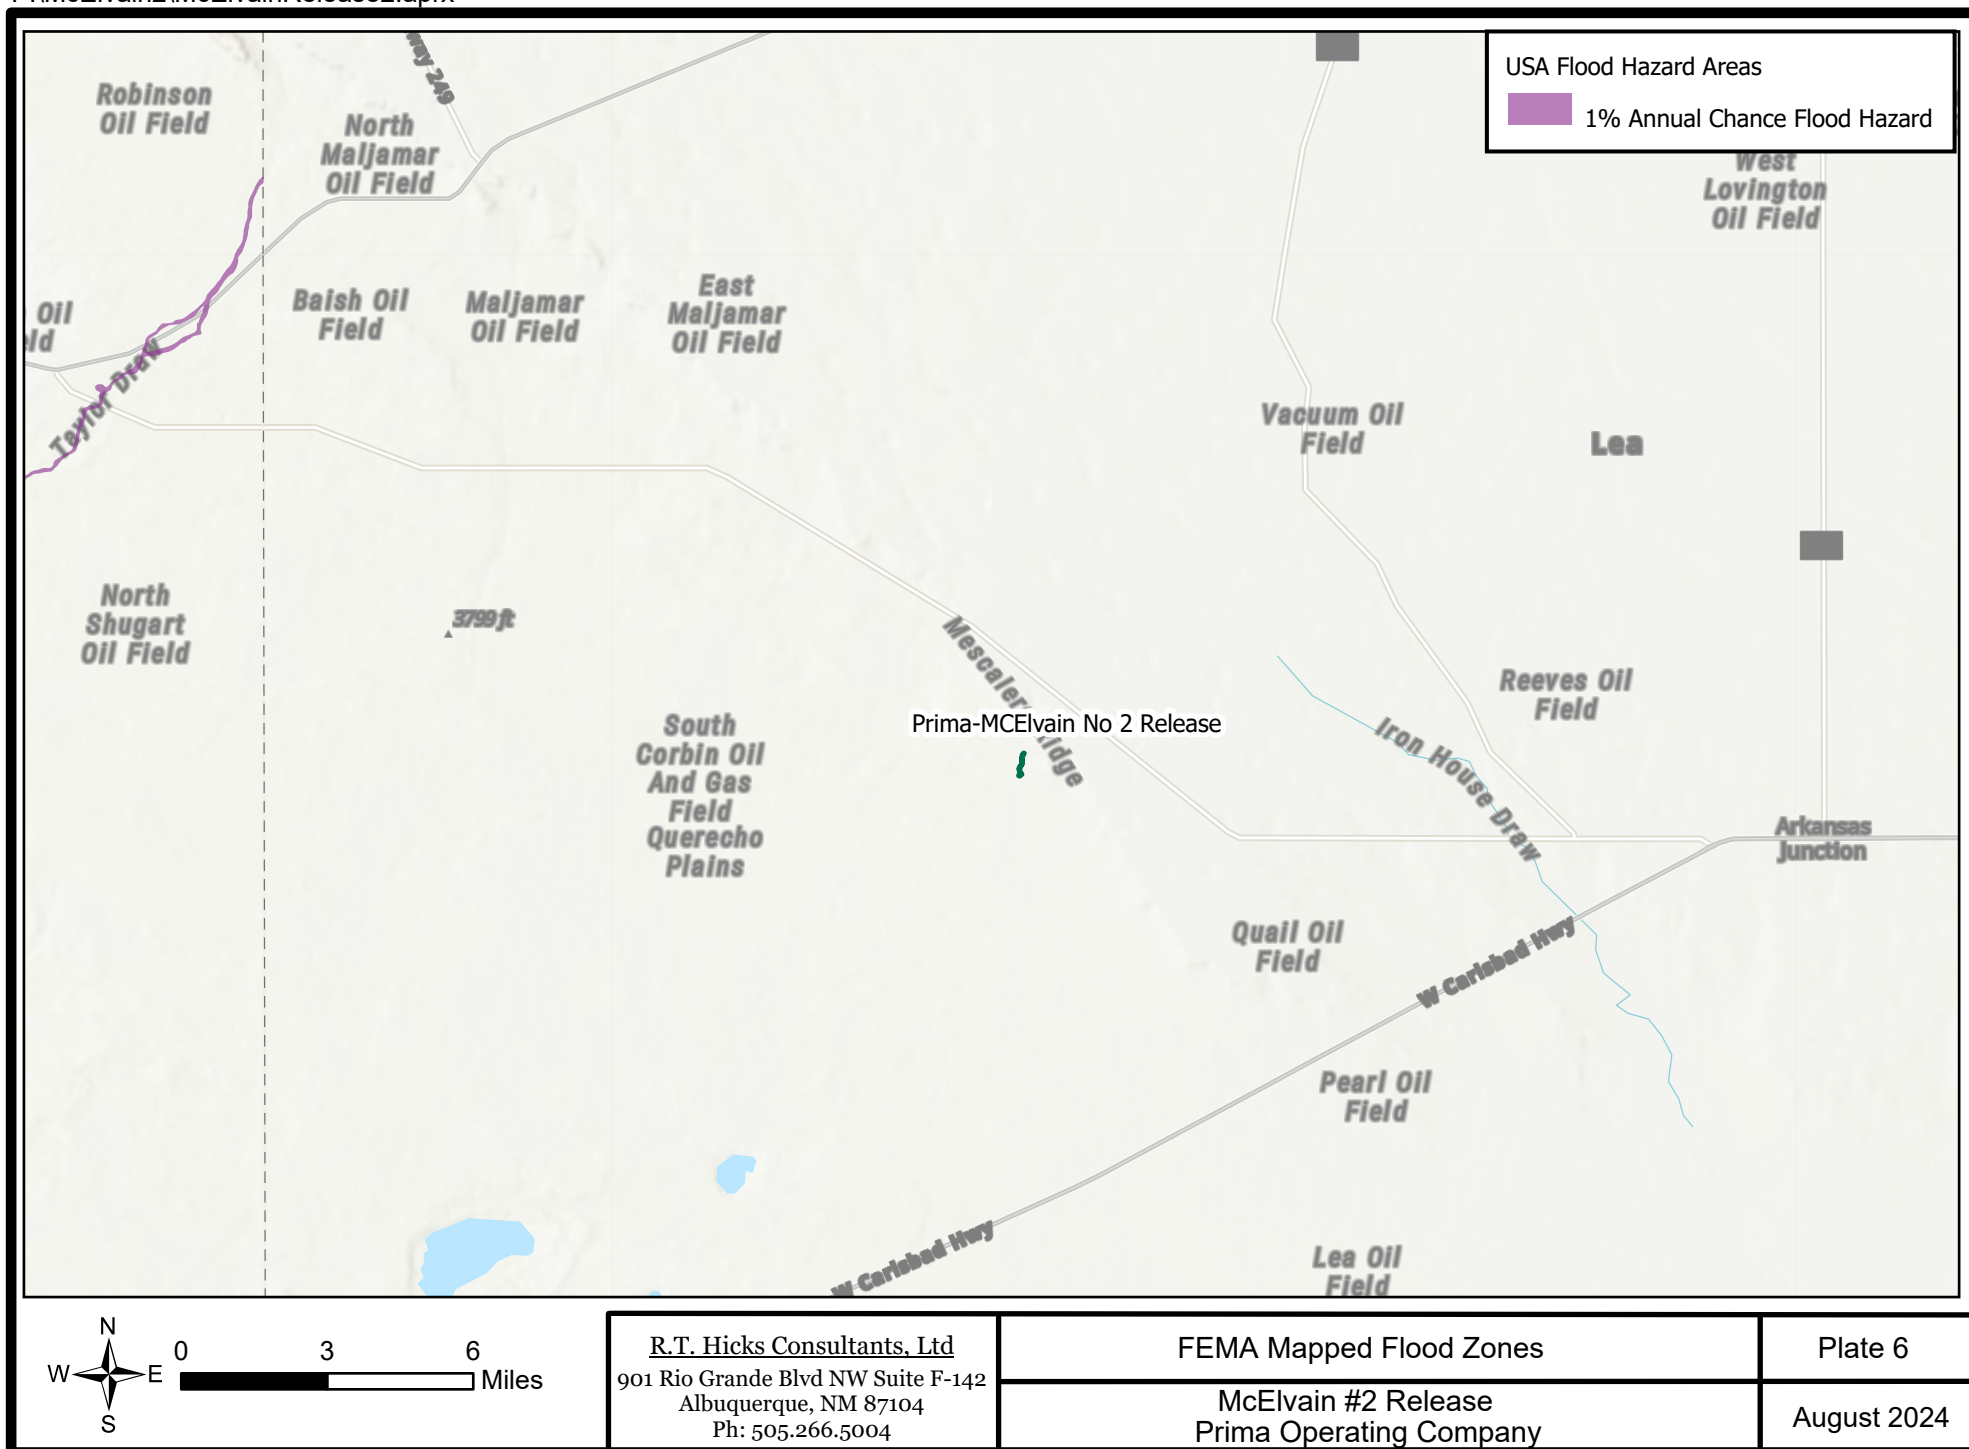 USA Flood Hazard Areas
1% Annual Chance Flood Hazard
Robinson
Oil Field
North
Maljamar
Oil Field
West
Lovington
Oil Field
Oil
Baish Oil
Field
Maljamar
Oil Field
East
Maljamar
Oil Field
Taylor Draw
Vacuum Oil
Field
Lea
North
Shugart
Oil Field
3799 ft
Mescalero Ridge
Prima-MCElvain No 2 Release
Reeves Oil
Field
South
Corbin Oil
And Gas
Field
Querecho
Plains
Iron House Draw
Arkansas
Junction
Quail Oil
Field
W Carlsbad Hwy
Pearl Oil
Field
W Carlsbad Hwy
Lea Oil
Field
N
W E
S
0 3 6
Miles
R.T. Hicks Consultants, Ltd
901 Rio Grande Blvd NW Suite F-142
Albuquerque, NM 87104
Ph: 505.266.5004
FEMA Mapped Flood Zones
McElvain #2 Release
Prima Operating Company
Plate 6
August 2024